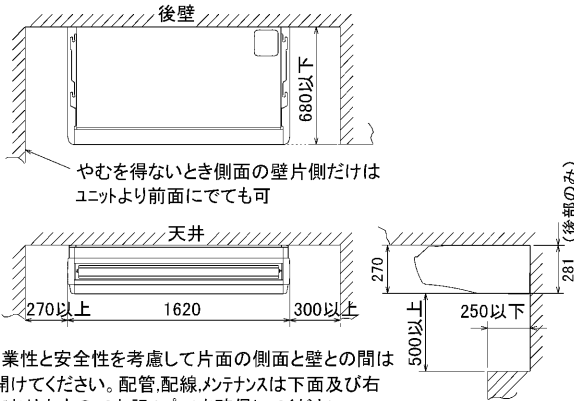 後壁
680以下
やむを得ないとき側面の壁片側だけは
ユニットより前面にでても可
天井
270以上
1620
300以上
270
281（後部のみ）
500以上
250以下
業性と安全性を考慮して片面の側面と壁との間は
開けてください。配管,配線,メンテナンスは下面及び右